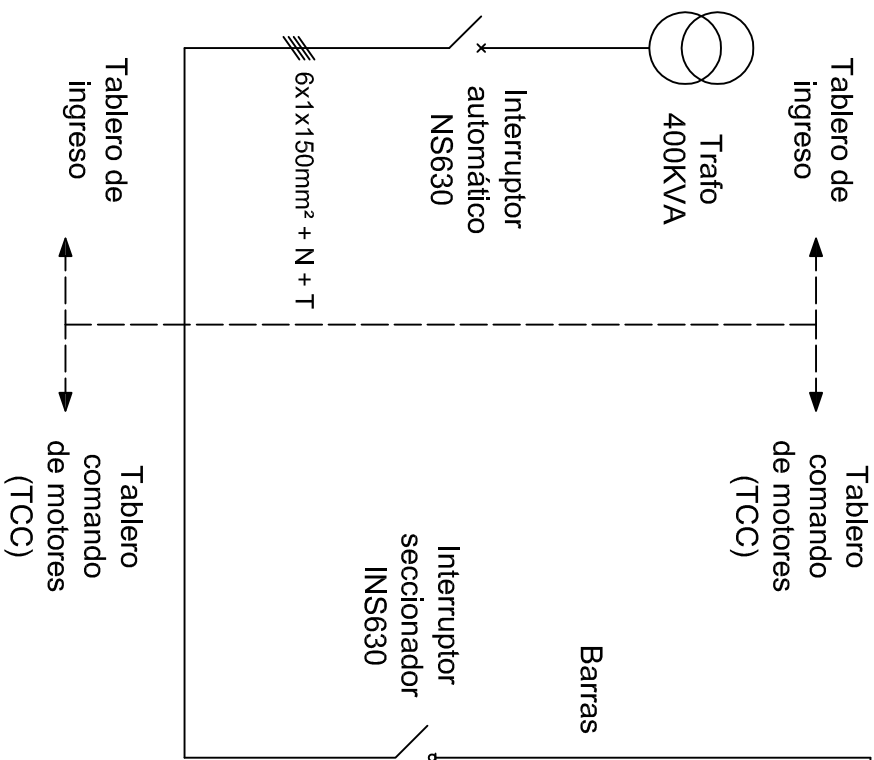 Tablero de
ingreso
Tablero
comando
de motores
(TCC)
Trafo
400KVA
Barras
Interruptor
automático
NS630
Interruptor
seccionador
INS630
6x1x150mm² + N + T
Tablero de
ingreso
Tablero
comando
de motores
(TCC)